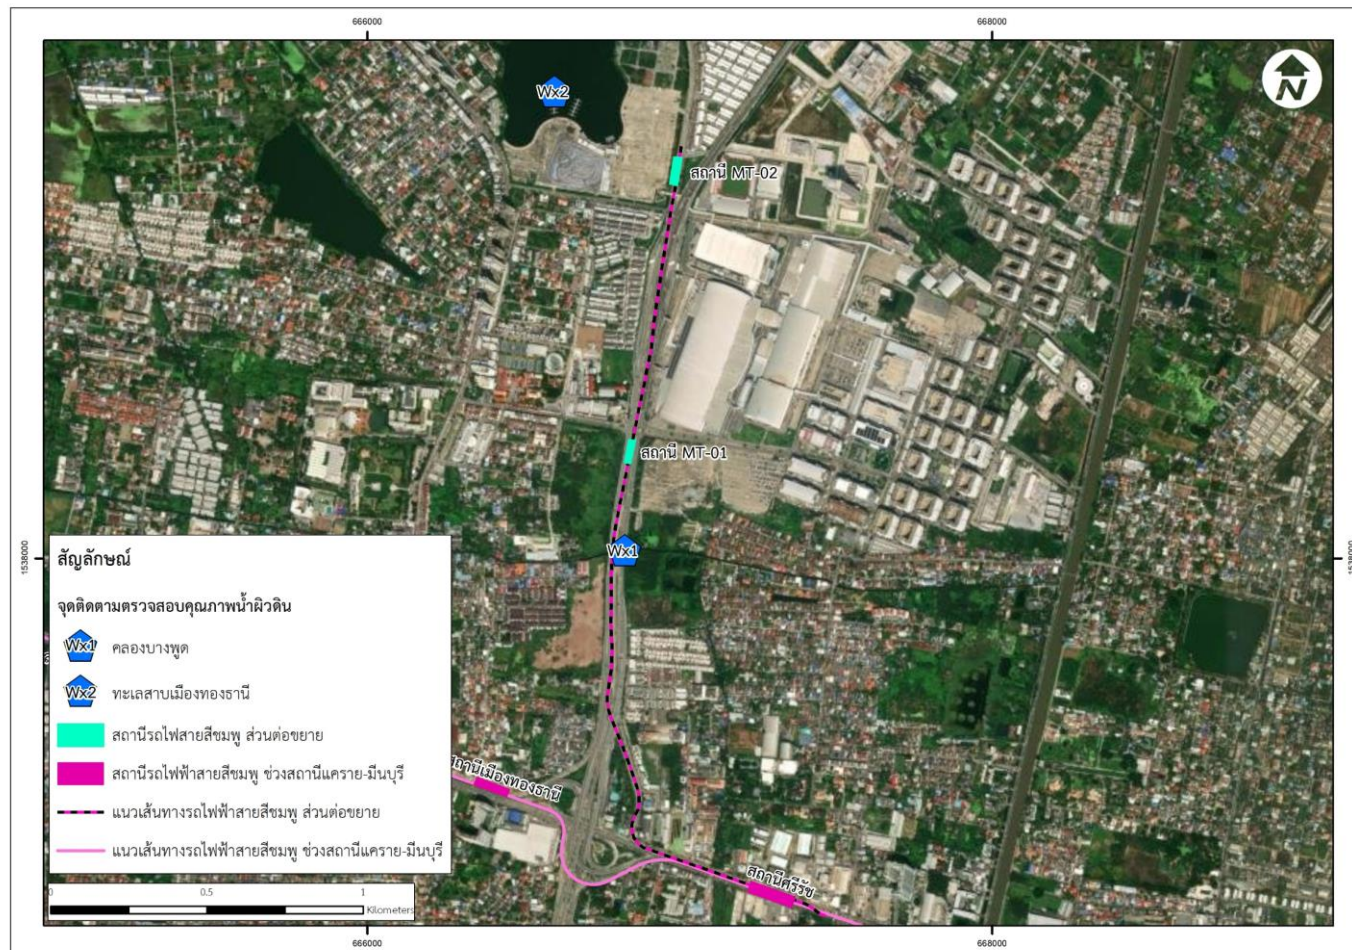 666000
668000
Wx2
N
สถานี MT-02
สถานี MT-01
1538000
1538000
Wx1
สัญลักษณ์
จุดติดตามตรวจสอบคุณภาพน้ำผิวดิน
Wx1 คลองบางพูด
Wx2 ทะเลสาบเมืองทองธานี
สถานีรถไฟสายสีชมพู ส่วนต่อขยาย
สถานีรถไฟฟ้าสายสีชมพู ช่วงสถานีแคราย-มีนบุรี
แนวเส้นทางรถไฟฟ้าสายสีชมพู ส่วนต่อขยาย
แนวเส้นทางรถไฟฟ้าสายสีชมพู ช่วงสถานีแคราย-มีนบุรี
สถานีเมืองทองธานี
สถานีศรีรัช
0 0.5 1
Kilometers
666000
668000